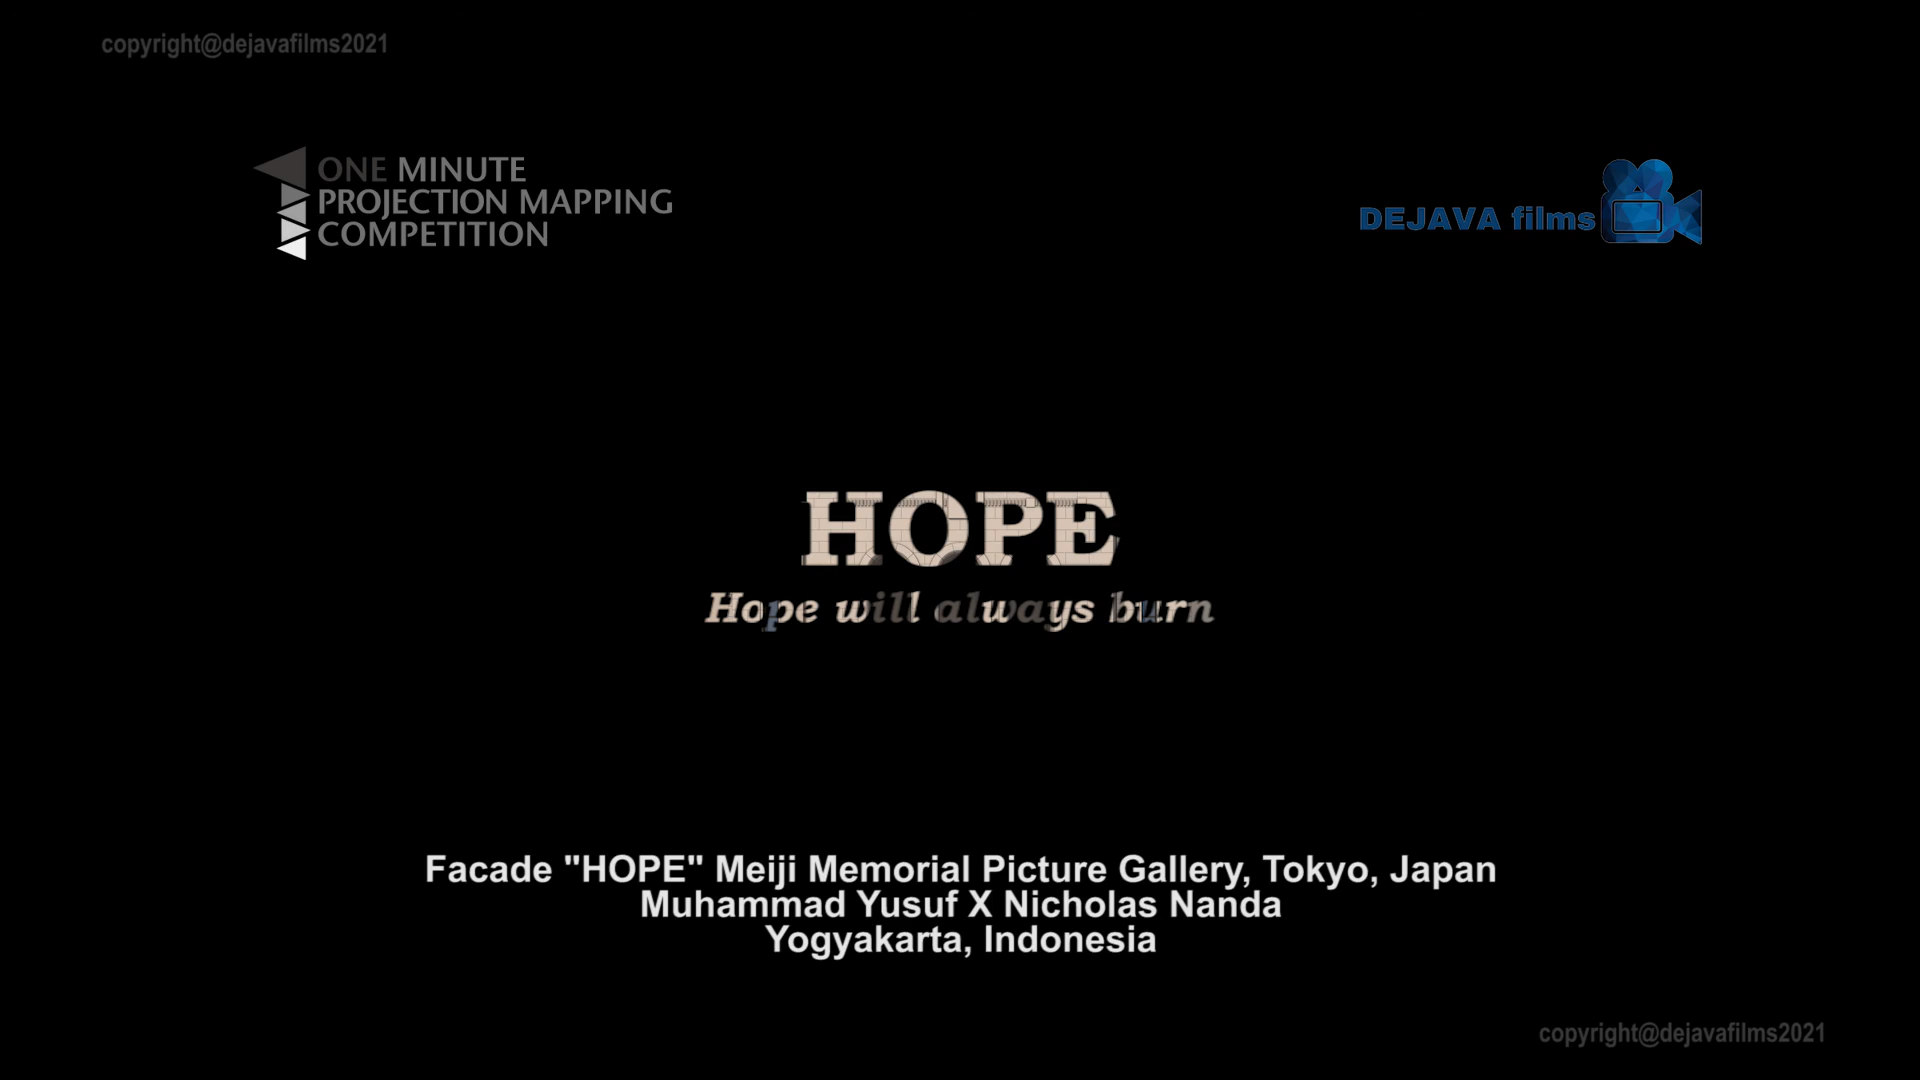 copyright@dejavafilms2021
ONE MINUTE
PROJECTION MAPPING
COMPETITION
DEJAVA films
HOPE
Hope will always burn
Facade "HOPE" Meiji Memorial Picture Gallery, Tokyo, Japan
Muhammad Yusuf X Nicholas Nanda
Yogyakarta, Indonesia
copyright@dejavafilms2021